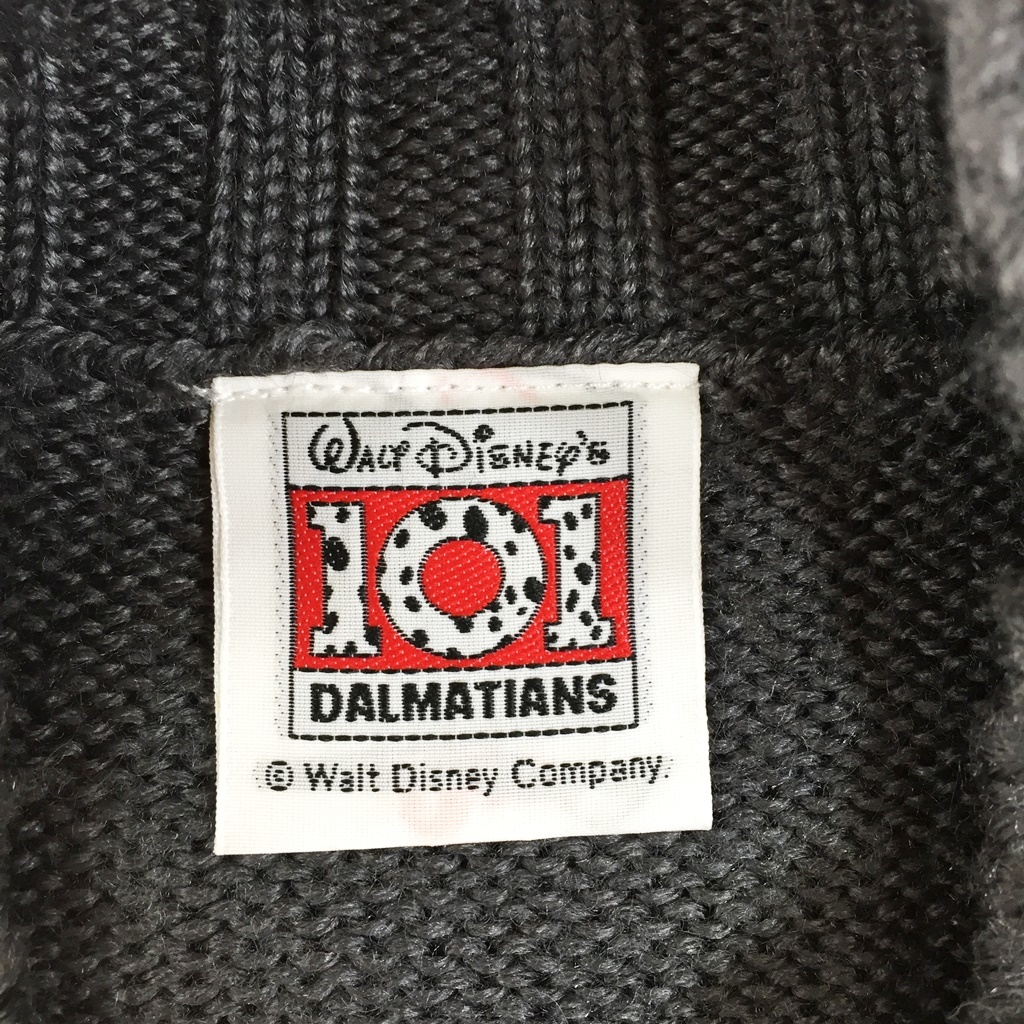 Walt Disney's
101
DALMATIANS
© Walt Disney Company.